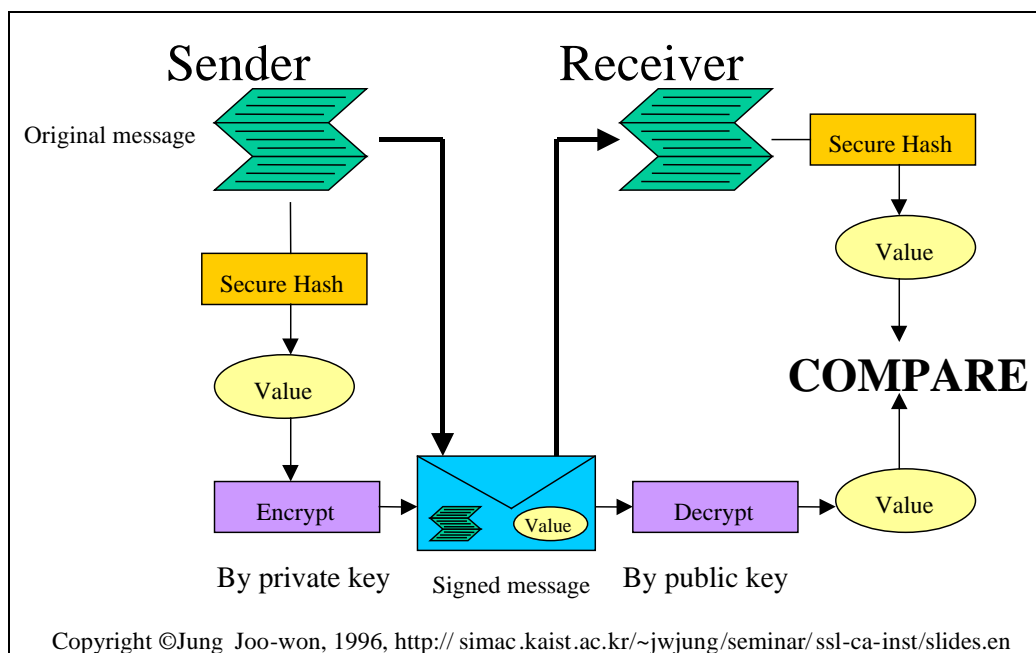 Sender
Receiver
Original message
Secure Hash
Secure Hash
Value
Value
COMPARE
Value
Encrypt
Value
Decrypt
Value
By private key
Signed message
By public key
Copyright ©Jung Joo-won, 1996, http:// simac.kaist.ac.kr/~jwjung/seminar/ ssl-ca-inst/slides.en